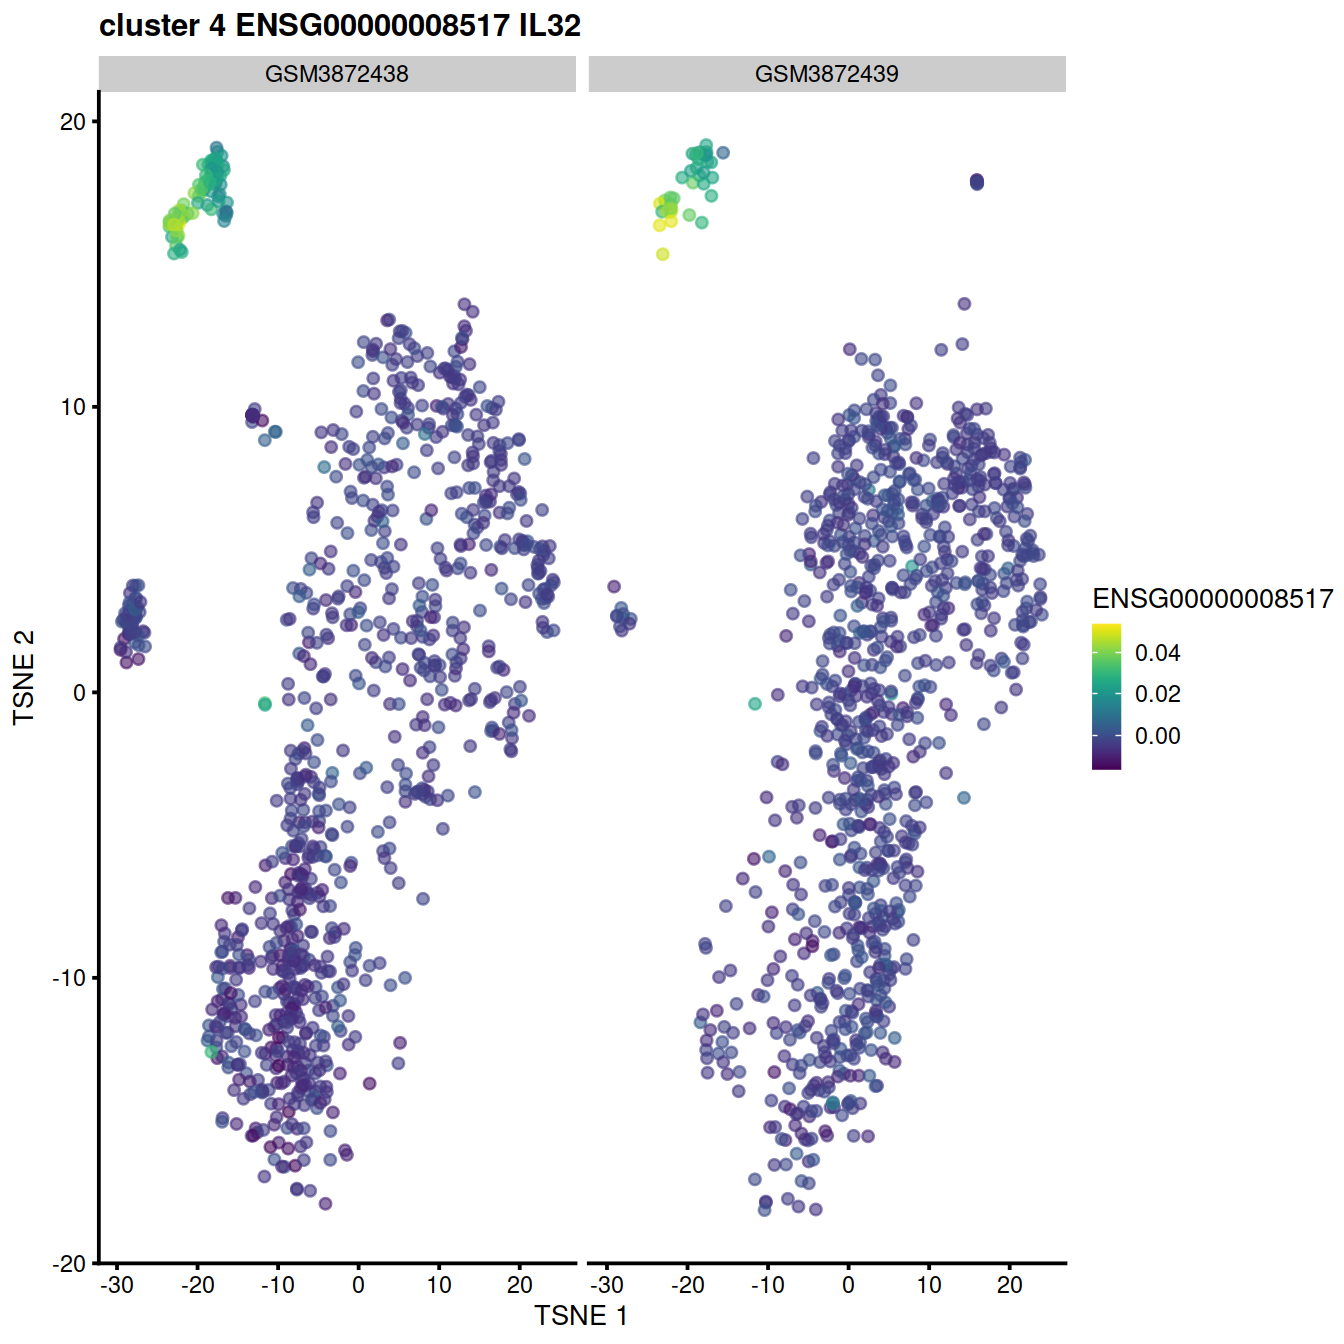 cluster 4 ENSG00000008517 IL32
GSM3872438 GSM3872439
20
10
0
-10
-20
TSNE 2
-30 -20 -10 0 10 20 -30 -20 -10 0 10 20
TSNE 1
ENSG00000008517
0.04
0.02
0.00